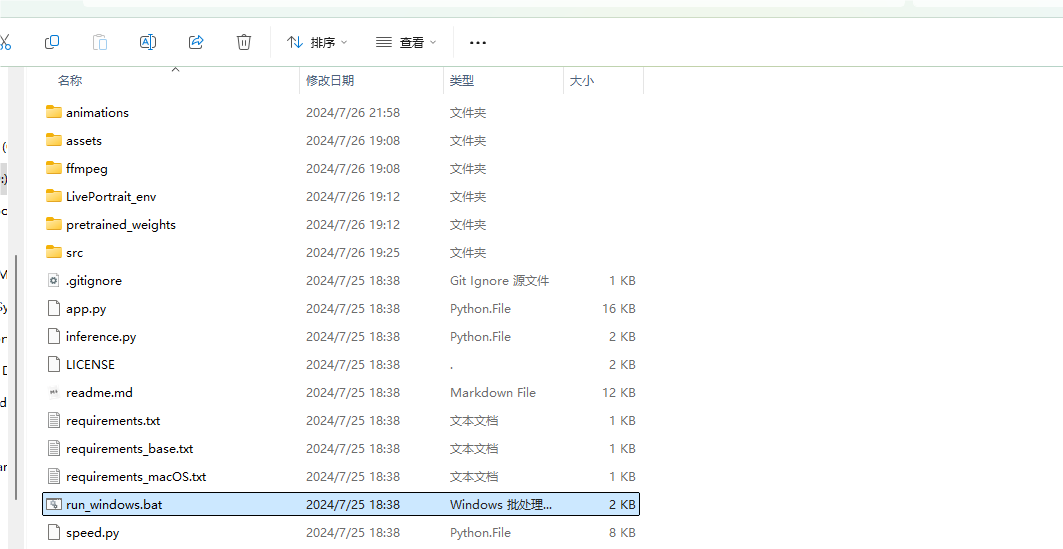 排序 查看
名称 修改日期 类型 大小
animations 2024/7/26 21:58 文件夹
assets 2024/7/26 19:08 文件夹
ffmpeg 2024/7/26 19:08 文件夹
LivePortrait_env 2024/7/26 19:12 文件夹
pretrained_weights 2024/7/26 19:12 文件夹
src 2024/7/26 19:25 文件夹
.gitignore 2024/7/25 18:38 Git Ignore 源文件 1 KB
app.py 2024/7/25 18:38 Python.File 16 KB
inference.py 2024/7/25 18:38 Python.File 2 KB
LICENSE 2024/7/25 18:38 . 2 KB
readme.md 2024/7/25 18:38 Markdown File 12 KB
requirements.txt 2024/7/25 18:38 文本文档 1 KB
requirements_base.txt 2024/7/25 18:38 文本文档 1 KB
requirements_macOS.txt 2024/7/25 18:38 文本文档 1 KB
run_windows.bat 2024/7/25 18:38 Windows 批处理... 2 KB
speed.py 2024/7/25 18:38 Python.File 8 KB